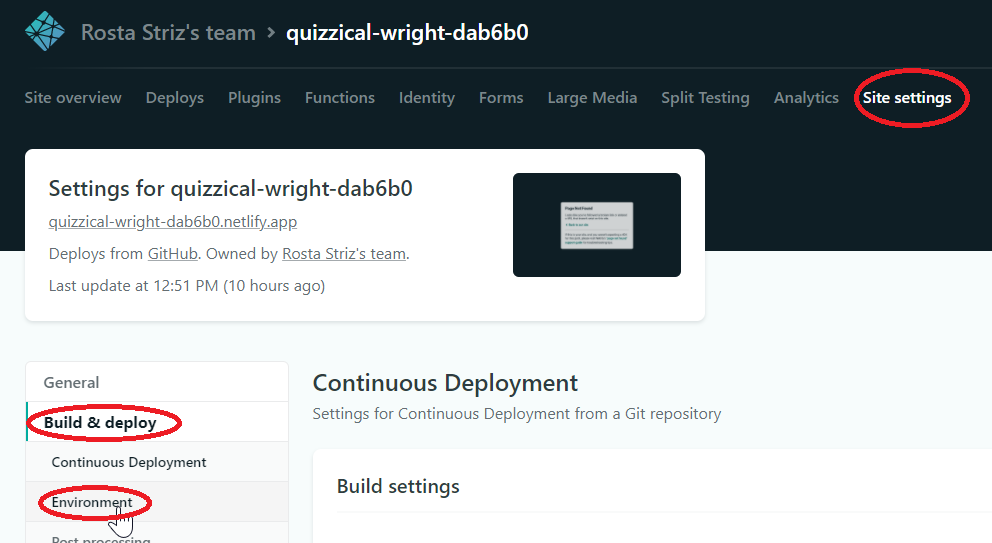 Rosta Striz's team > quizzical-wright-dab6b0
Site overview Deploys Plugins Functions Identity Forms Large Media Split Testing Analytics Site settings
Settings for quizzical-wright-dab6b0
quizzical-wright-dab6b0.netlify.app
Deploys from GitHub. Owned by Rosta Striz's team.
Last update at 12:51 PM (10 hours ago)
Page Not Found
General
Build & deploy
Continuous Deployment
Environment
Post processing
Continuous Deployment
Settings for Continuous Deployment from a Git repository
Build settings